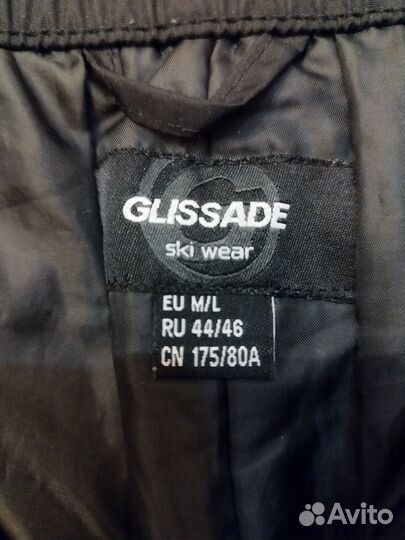 GLISSADE
ski wear
EU M/L
RU 44/46
CN 175/80A
Avito